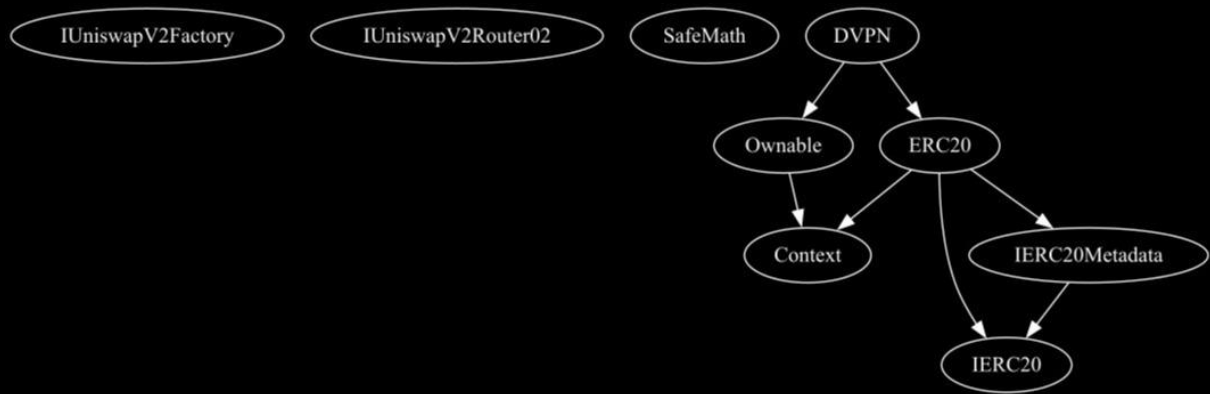 IUniswapV2Factory
IUniswapV2Router02
SafeMath
DVPN
Ownable
ERC20
Context
IERC20Metadata
IERC20